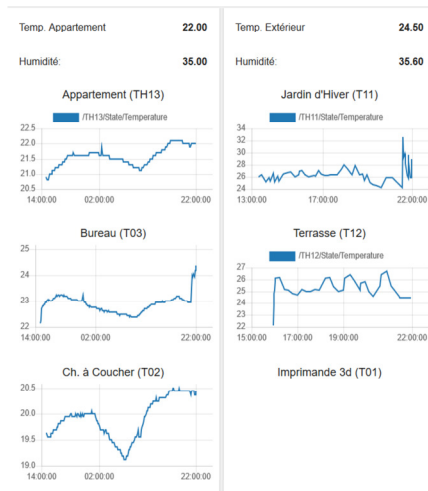 Temp. Appartement 22.00
Humidité: 35.00
Appartement (TH13)
/TH13/State/Temperature
22.5
22.0
21.5
21.0
20.5
14:00:00 02:00:00 22:00:00
Bureau (T03)
25
24
23
22
14:00:00 02:00:00 22:00:00
Ch. à Coucher (T02)
20.5
20.0
19.5
19.0
14:00:00 02:00:00 22:00:00
Temp. Extérieur 24.50
Humidité: 35.60
Jardin d'Hiver (T11)
/TH11/State/Temperature
34
32
30
28
26
24
13:00:00 17:00:00 22:00:00
Terrasse (T12)
/TH12/State/Temperature
27
26
25
24
23
22
15:00:00 17:00:00 19:00:00 22:00:00
Imprimande 3d (T01)